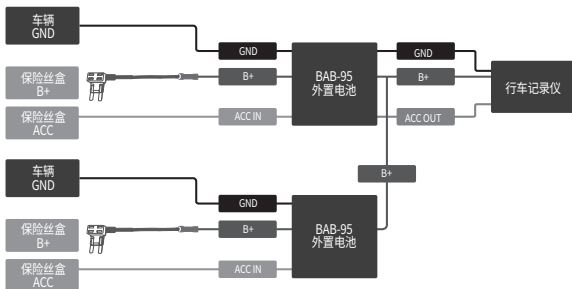 车辆
GND
GND
GND
保险丝盒
B+
B+
BAB-95
外置电池
B+
行车记录仪
保险丝盒
ACC
ACC IN
ACC OUT
B+
车辆
GND
GND
保险丝盒
B+
B+
BAB-95
外置电池
保险丝盒
ACC
ACC IN